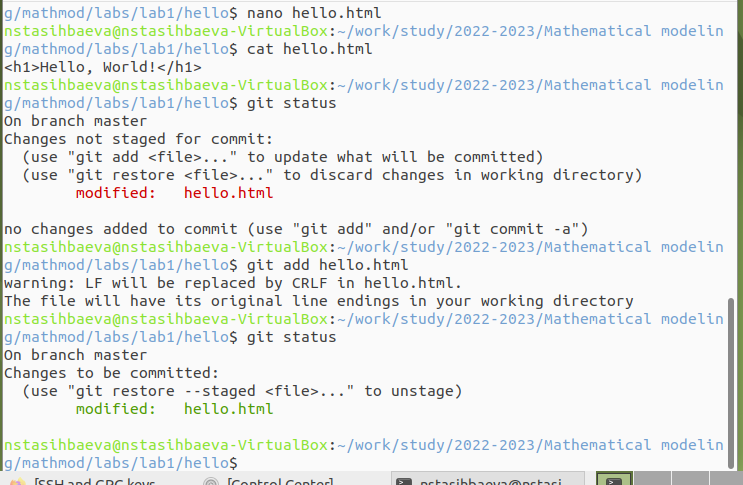 g/mathmod/labs/lab1/hello$ nano hello.html
nstasihbaeva@nstasihbaeva-VirtualBox:~/work/study/2022-2023/Mathematical modelin
g/mathmod/labs/lab1/hello$ cat hello.html
<h1>Hello, World!</h1>
nstasihbaeva@nstasihbaeva-VirtualBox:~/work/study/2022-2023/Mathematical modelin
g/mathmod/labs/lab1/hello$ git status
On branch master
Changes not staged for commit:
  (use "git add <file>..." to update what will be committed)
  (use "git restore <file>..." to discard changes in working directory)
        modified:   hello.html
no changes added to commit (use "git add" and/or "git commit -a")
nstasihbaeva@nstasihbaeva-VirtualBox:~/work/study/2022-2023/Mathematical modelin
g/mathmod/labs/lab1/hello$ git add hello.html
warning: LF will be replaced by CRLF in hello.html.
The file will have its original line endings in your working directory
nstasihbaeva@nstasihbaeva-VirtualBox:~/work/study/2022-2023/Mathematical modelin
g/mathmod/labs/lab1/hello$ git status
On branch master
Changes to be committed:
  (use "git restore --staged <file>..." to unstage)
        modified:   hello.html
nstasihbaeva@nstasihbaeva-VirtualBox:~/work/study/2022-2023/Mathematical modelin
g/mathmod/labs/lab1/hello$
[SSH and GPG keys [Control Center] nstasihbaeva@nstasi